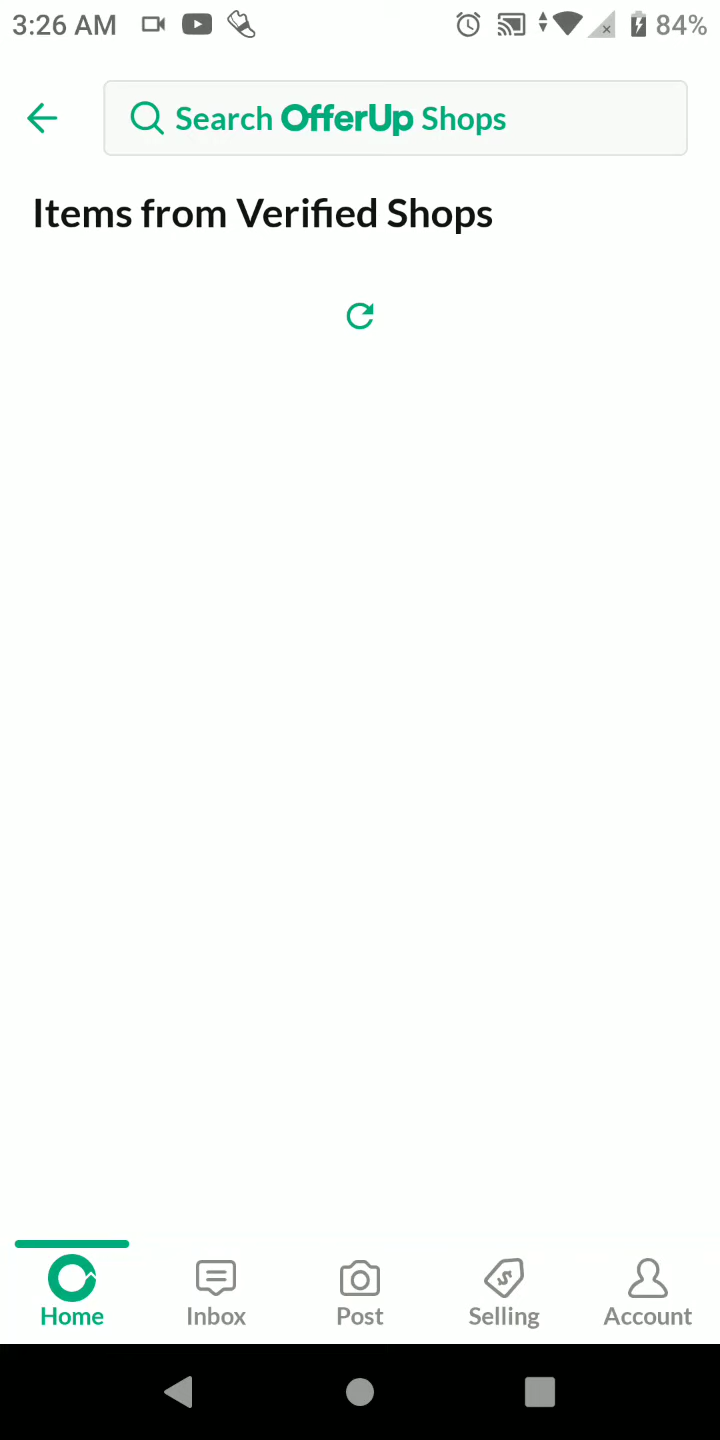 3:26 AM 84%
Search OfferUp Shops
Items from Verified Shops
Home Inbox Post Selling Account